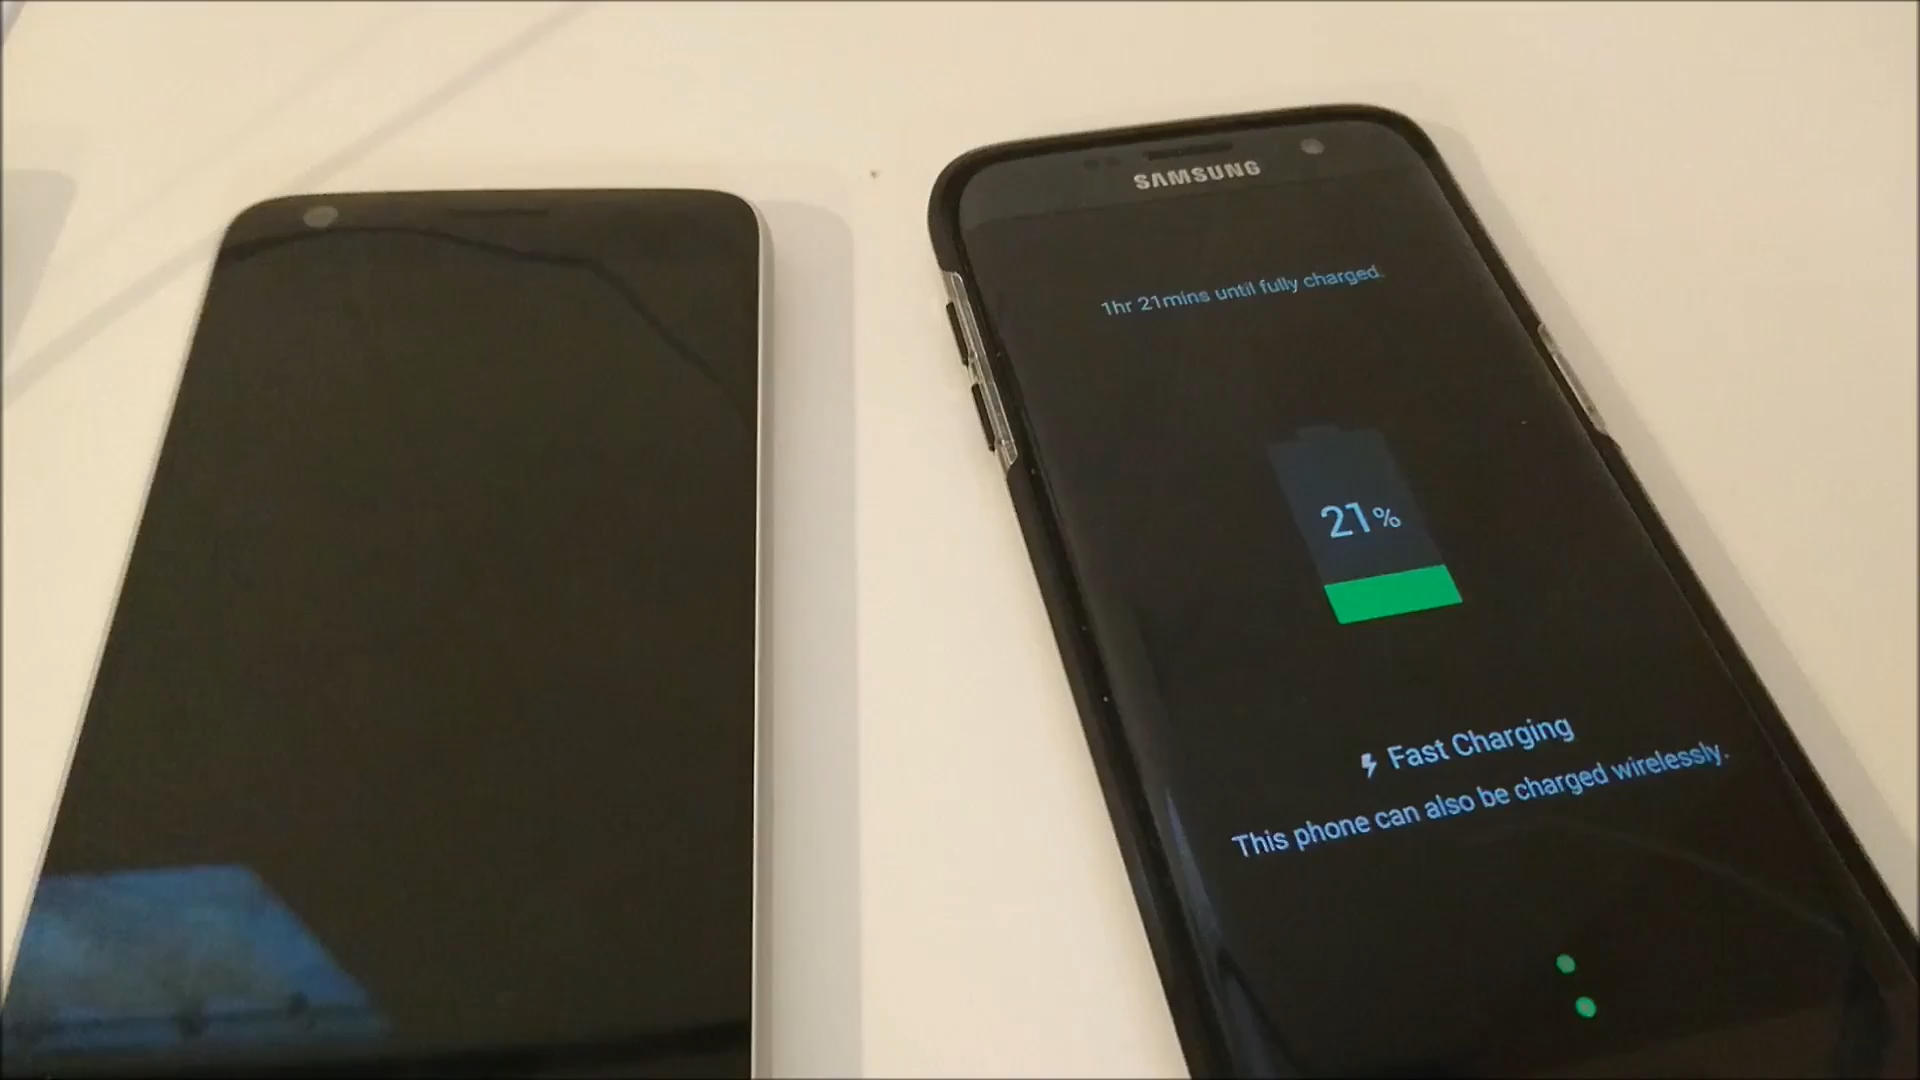 SAMSUNG
1hr 21mins until fully charged.
21%
Fast Charging
This phone can also be charged wirelessly.